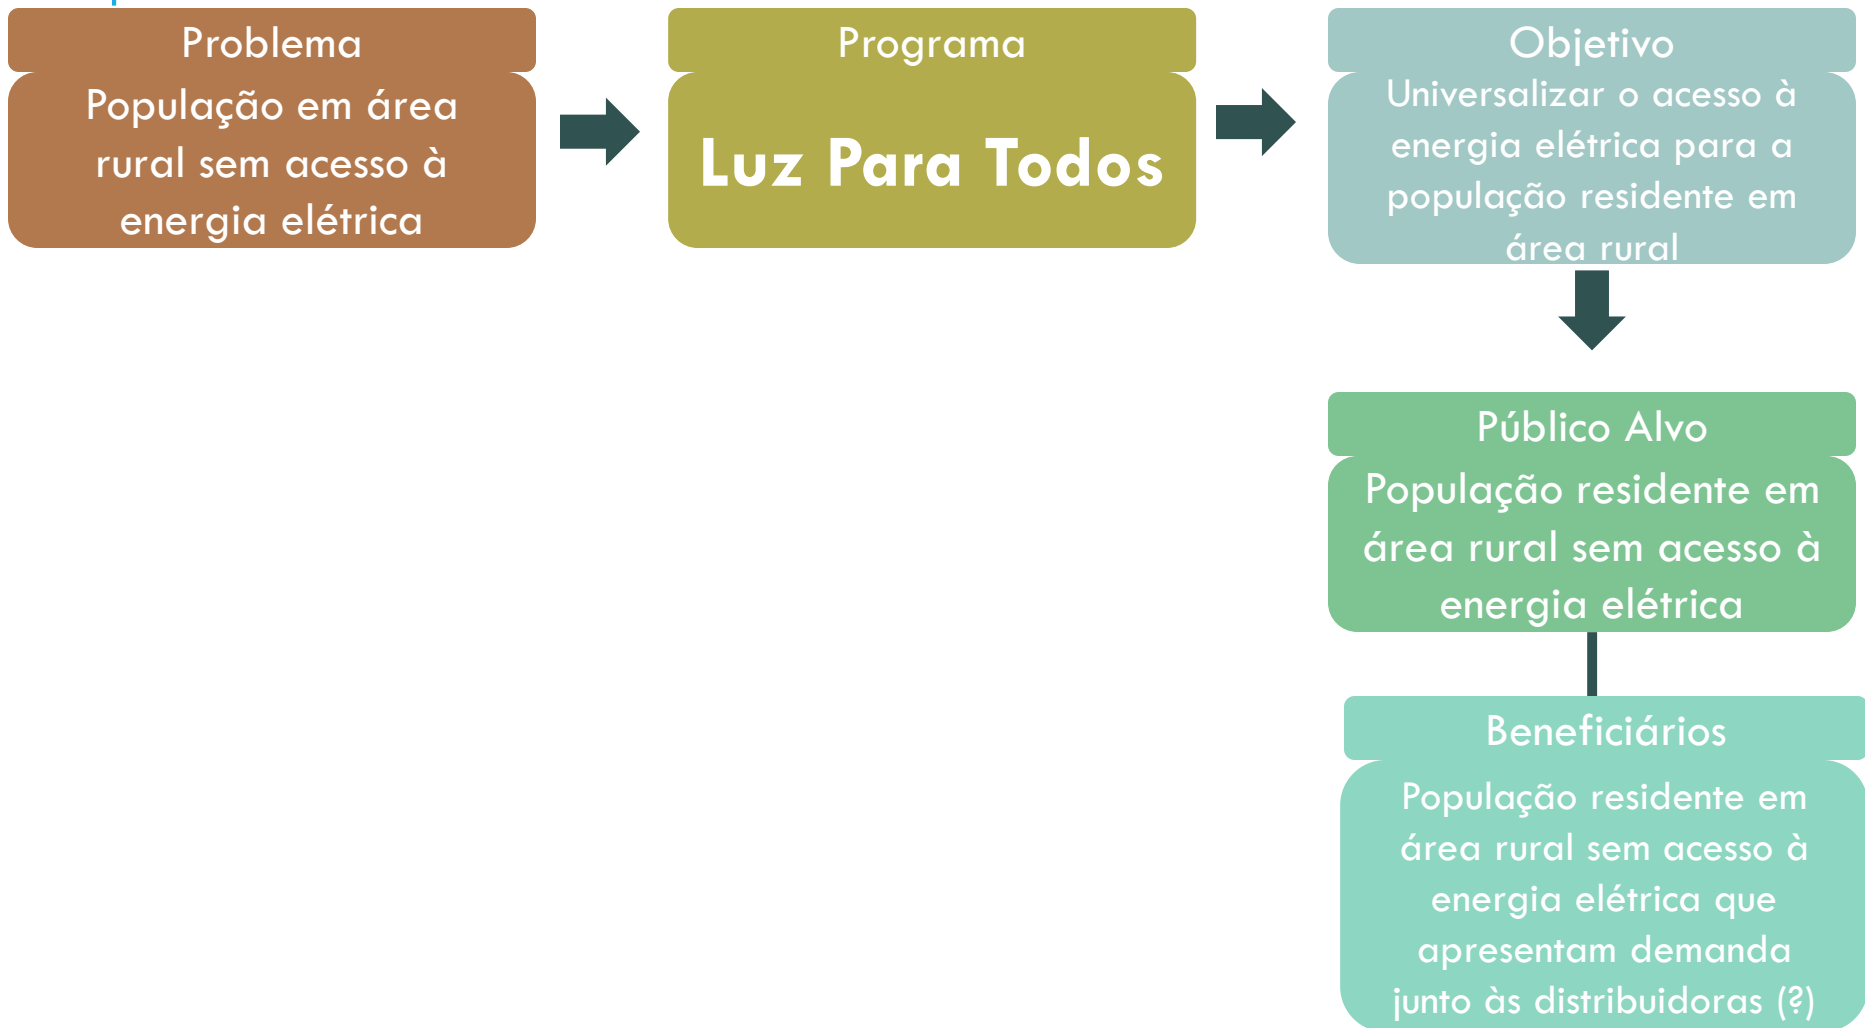 Problema
População em área
rural sem acesso à
energia elétrica
Programa
Luz Para Todos
Objetivo
Universalizar o acesso à
energia elétrica para a
população residente em
área rural
Público Alvo
População residente em
área rural sem acesso à
energia elétrica
Beneficiários
População residente em
área rural sem acesso à
energia elétrica que
apresentam demanda
junto às distribuidoras (?)